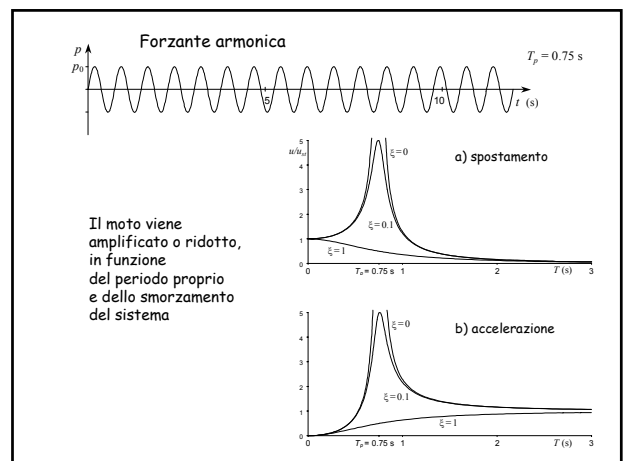 Forzante armonica
p
p₀
Tₚ = 0.75 s
5
10
t (s)
Il moto viene
amplificato o ridotto,
in funzione
del periodo proprio
e dello smorzamento
del sistema
a) spostamento
u/uₛₜ
5
4
3
2
1
0
ξ=0
ξ=0.1
ξ=1
0
Tₚ = 0.75 s
1
2
T (s)
3
b) accelerazione
5
4
3
2
1
0
ξ=0
ξ=0.1
ξ=1
0
Tₚ = 0.75 s
1
2
T (s)
3